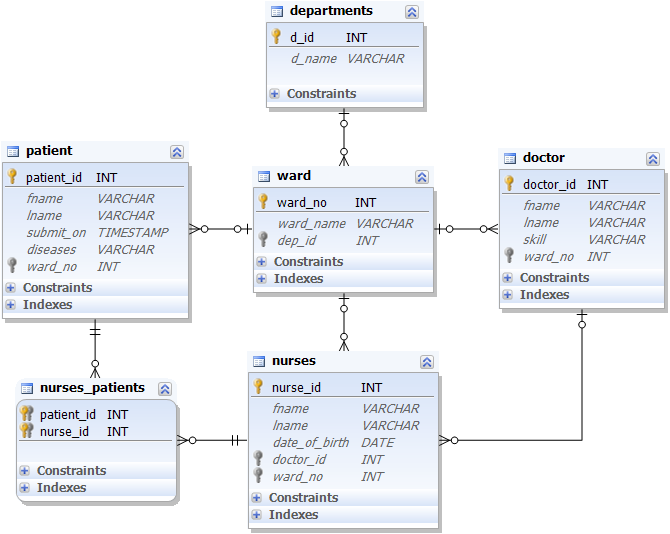 departments
d_id INT
d_name VARCHAR
Constraints
patient
patient_id INT
fname VARCHAR
lname VARCHAR
submit_on TIMESTAMP
diseases VARCHAR
ward_no INT
Constraints
Indexes
ward
ward_no INT
ward_name VARCHAR
dep_id INT
Constraints
Indexes
doctor
doctor_id INT
fname VARCHAR
lname VARCHAR
skill VARCHAR
ward_no INT
Constraints
Indexes
nurses_patients
patient_id INT
nurse_id INT
Constraints
Indexes
nurses
nurse_id INT
fname VARCHAR
lname VARCHAR
date_of_birth DATE
doctor_id INT
ward_no INT
Constraints
Indexes